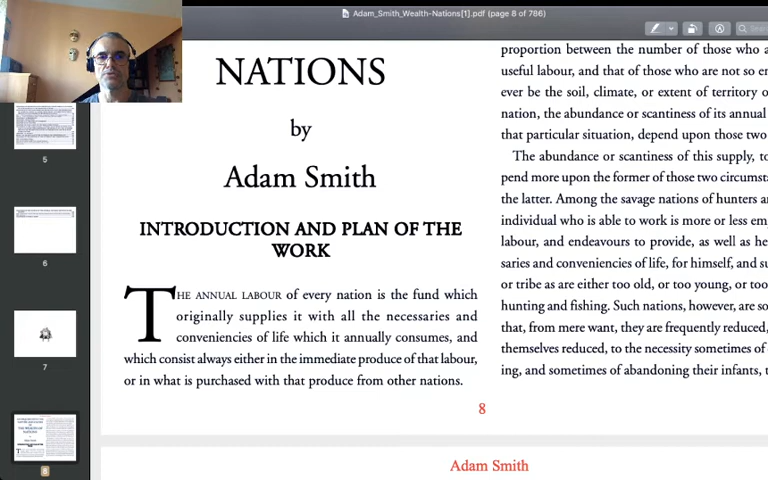 Adam_Smith_Wealth-Nations[1].pdf (page 8 of 786)
5
6
7
8
NATIONS
by
Adam Smith
INTRODUCTION AND PLAN OF THE
WORK
THE ANNUAL LABOUR of every nation is the fund which
originally supplies it with all the necessaries and
conveniencies of life which it annually consumes, and
which consist always either in the immediate produce of that labour,
or in what is purchased with that produce from other nations.
proportion between the number of those who a
useful labour, and that of those who are not so en
ever be the soil, climate, or extent of territory o
nation, the abundance or scantiness of its annual
that particular situation, depend upon those two
The abundance or scantiness of this supply, to
pend more upon the former of those two circumsta
the latter. Among the savage nations of hunters a
individual who is able to work is more or less em
labour, and endeavours to provide, as well as he
saries and conveniencies of life, for himself, and su
or tribe as are either too old, or too young, or too
hunting and fishing. Such nations, however, are so
that, from mere want, they are frequently reduced,
themselves reduced, to the necessity sometimes of
ing, and sometimes of abandoning their infants, t
8
Adam Smith